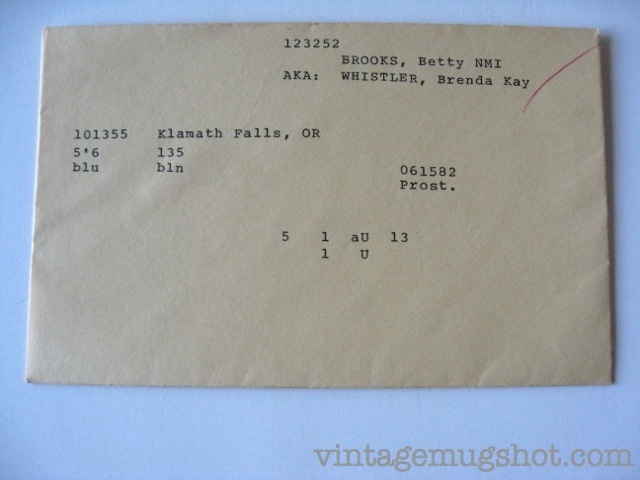 123252
BROOKS, Betty NMI
AKA: WHISTLER, Brenda Kay
101355 Klamath Falls, OR
5'6 135
blu bln
061582
Prost.
5 1 aU 13
1 U
vintagemugshot.com